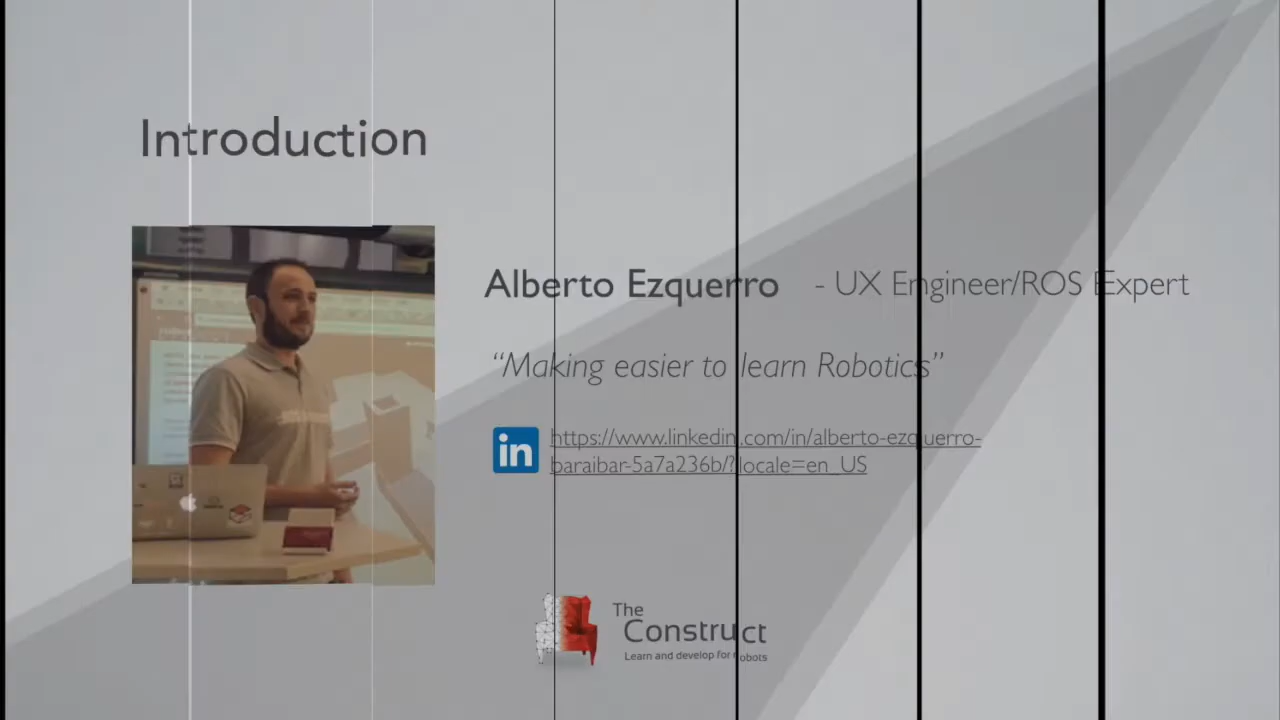 Introduction
Alberto Ezquerro - UX Engineer/ROS Expert
“Making easier to learn Robotics”
in https://www.linkedin.com/in/alberto-ezquerro-
baraibar-5a7a236b/?locale=en_US
The
Construct
Learn and develop for robots